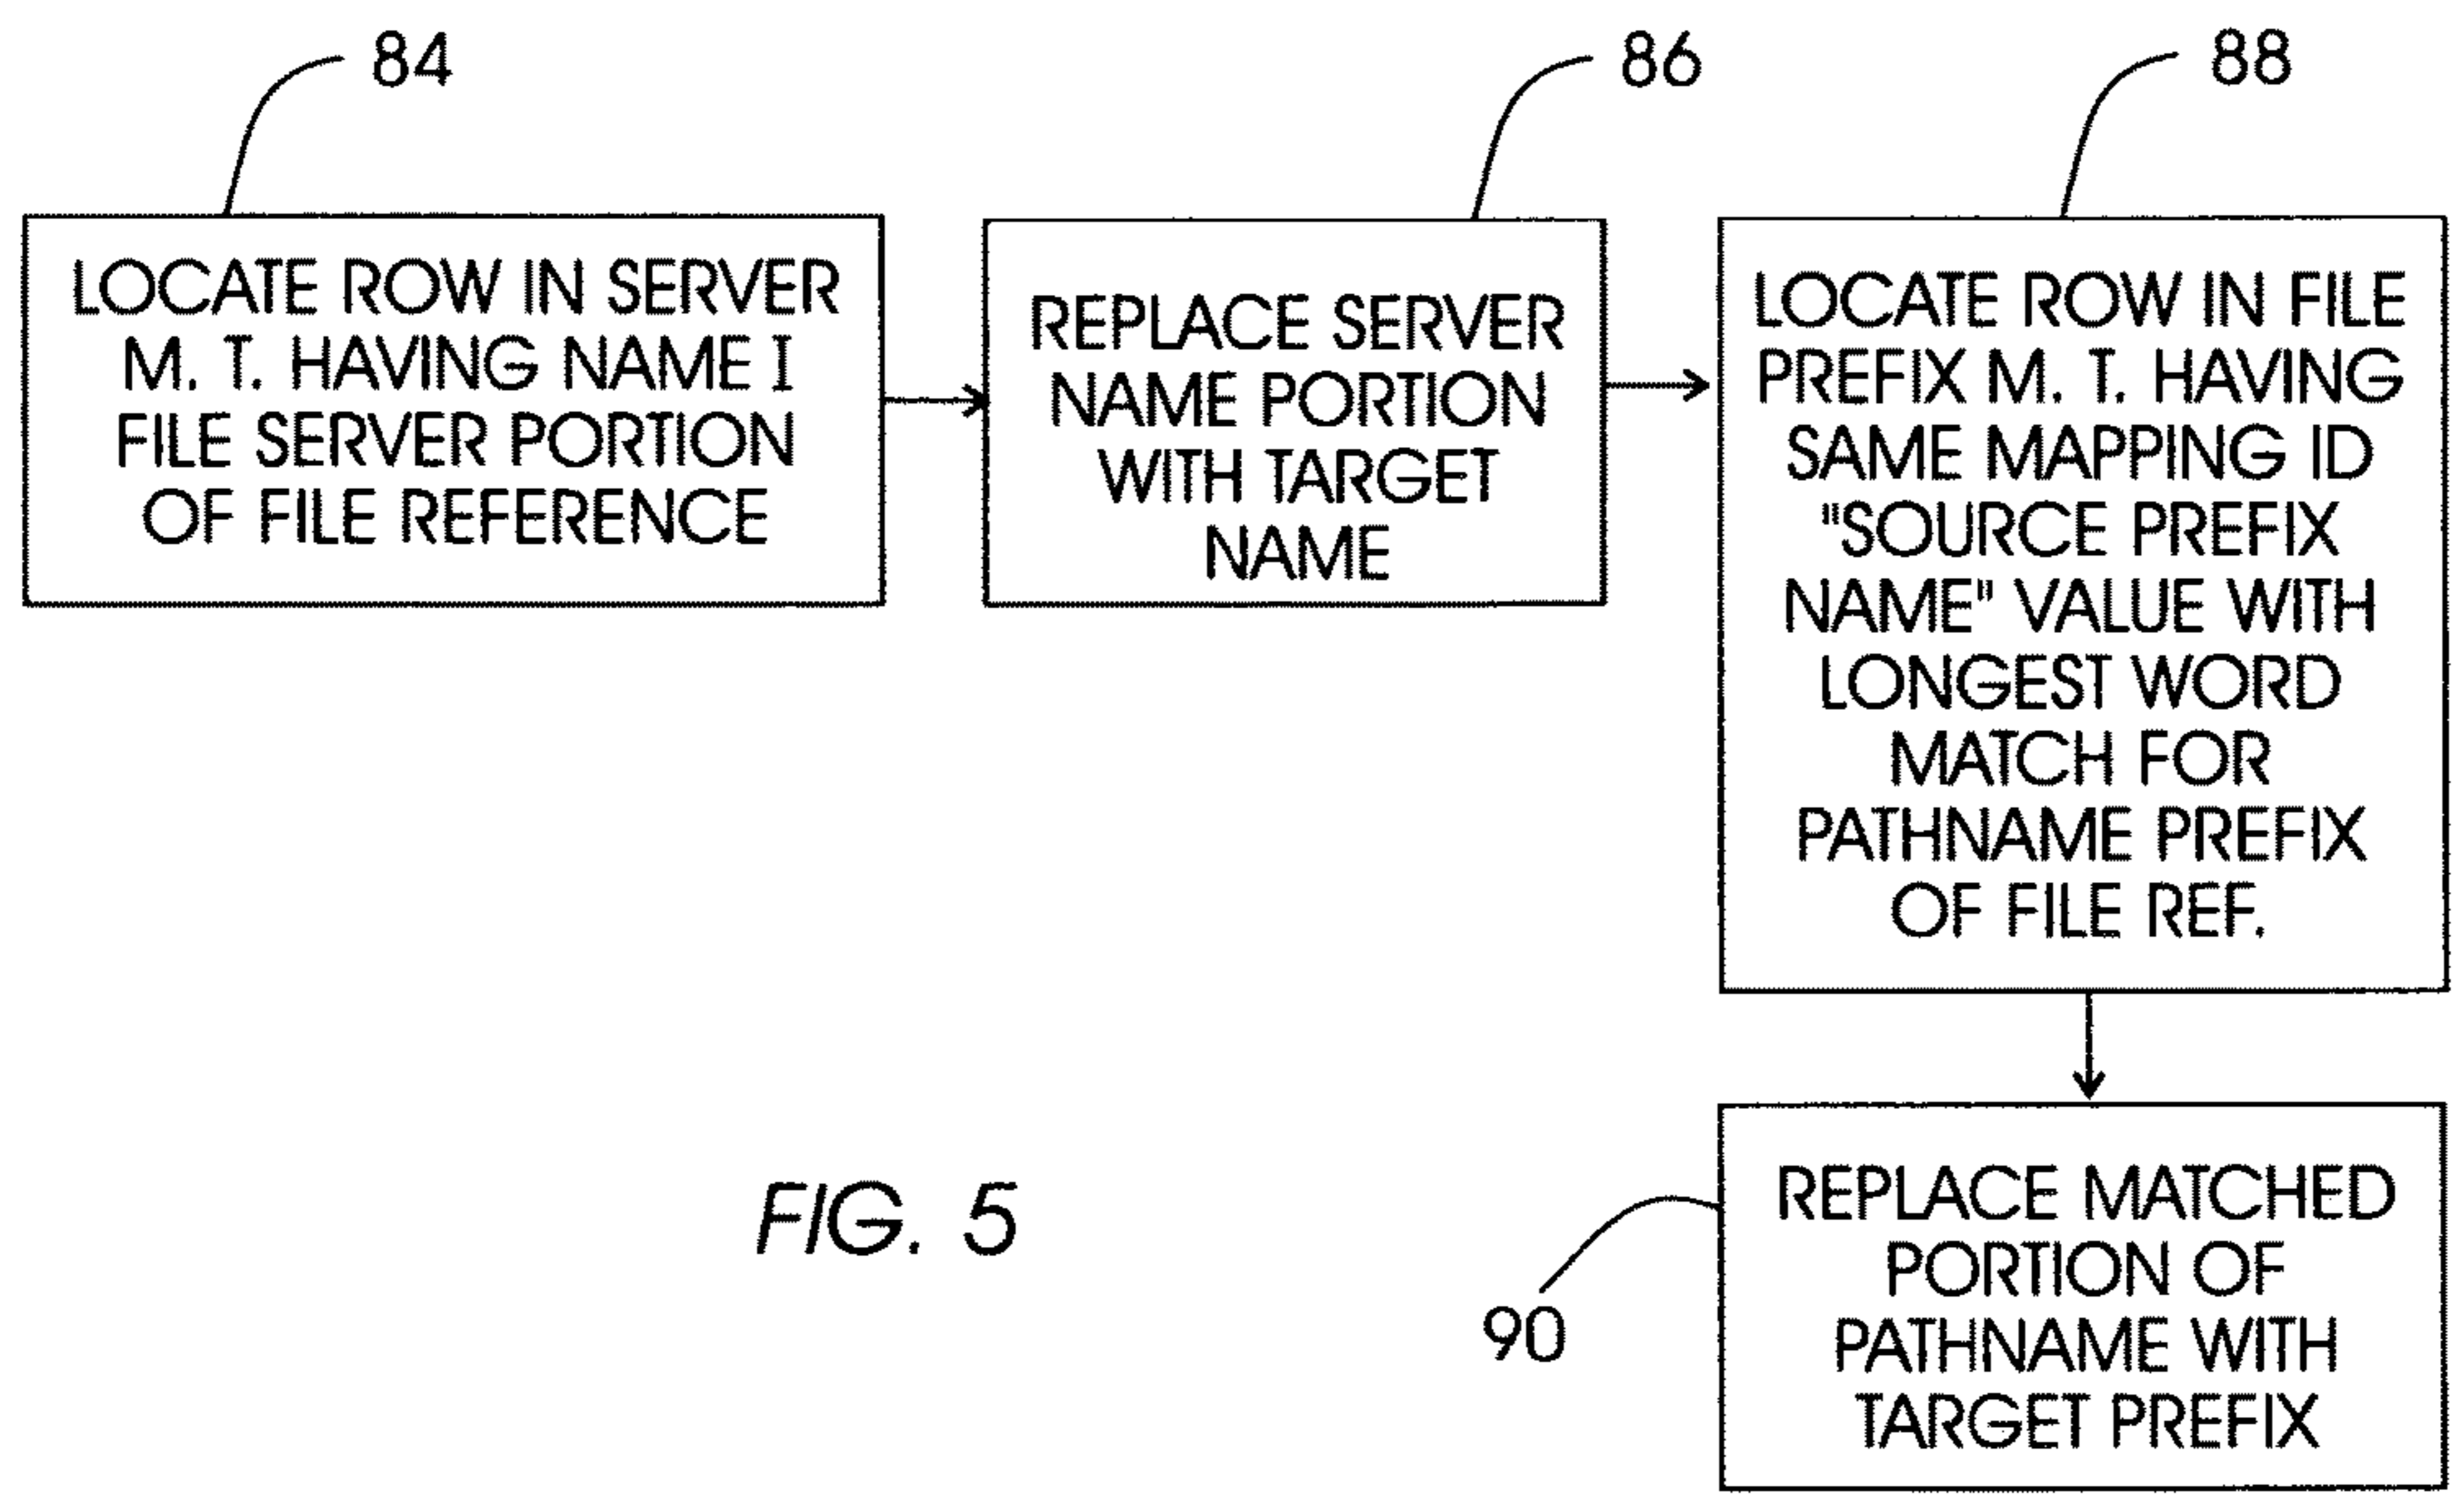 84
LOCATE ROW IN SERVER
M. T. HAVING NAME I
FILE SERVER PORTION
OF FILE REFERENCE
86
REPLACE SERVER
NAME PORTION
WITH TARGET
NAME
88
LOCATE ROW IN FILE
PREFIX M. T. HAVING
SAME MAPPING ID
"SOURCE PREFIX
NAME" VALUE WITH
LONGEST WORD
MATCH FOR
PATHNAME PREFIX
OF FILE REF.
90
REPLACE MATCHED
PORTION OF
PATHNAME WITH
TARGET PREFIX
FIG. 5